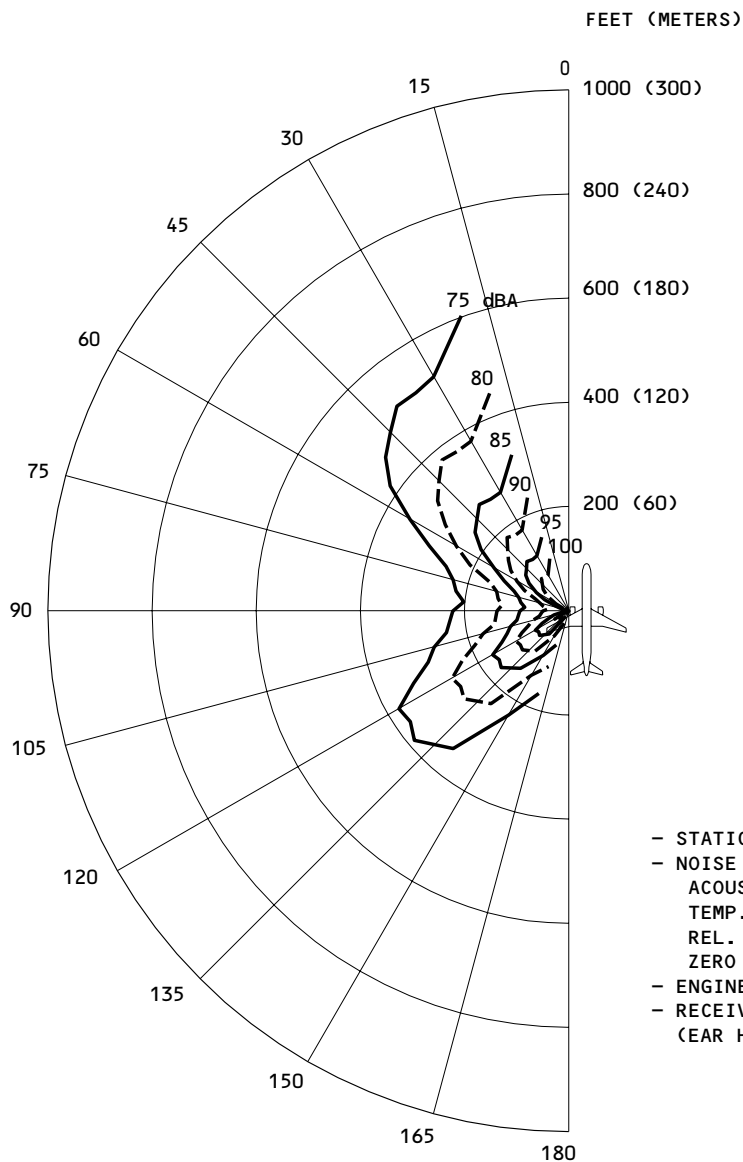 FEET (METERS)
0
1000 (300)
15
30
800 (240)
45
600 (180)
75 dBA
60
80
400 (120)
85
75
90
200 (60)
95
100
90
105
120
135
150
165
180
– STATIC
– NOISE
ACOUS
TEMP.
REL.
ZERO
– ENGINE
– RECEIV
(EAR H